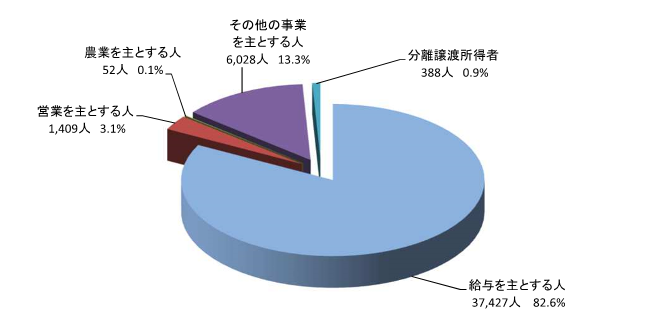 その他の事業
を主とする人
6,028人 13.3%
農業を主とする人
52人 0.1%
分離譲渡所得者
388人 0.9%
営業を主とする人
1,409人 3.1%
給与を主とする人
37,427人 82.6%